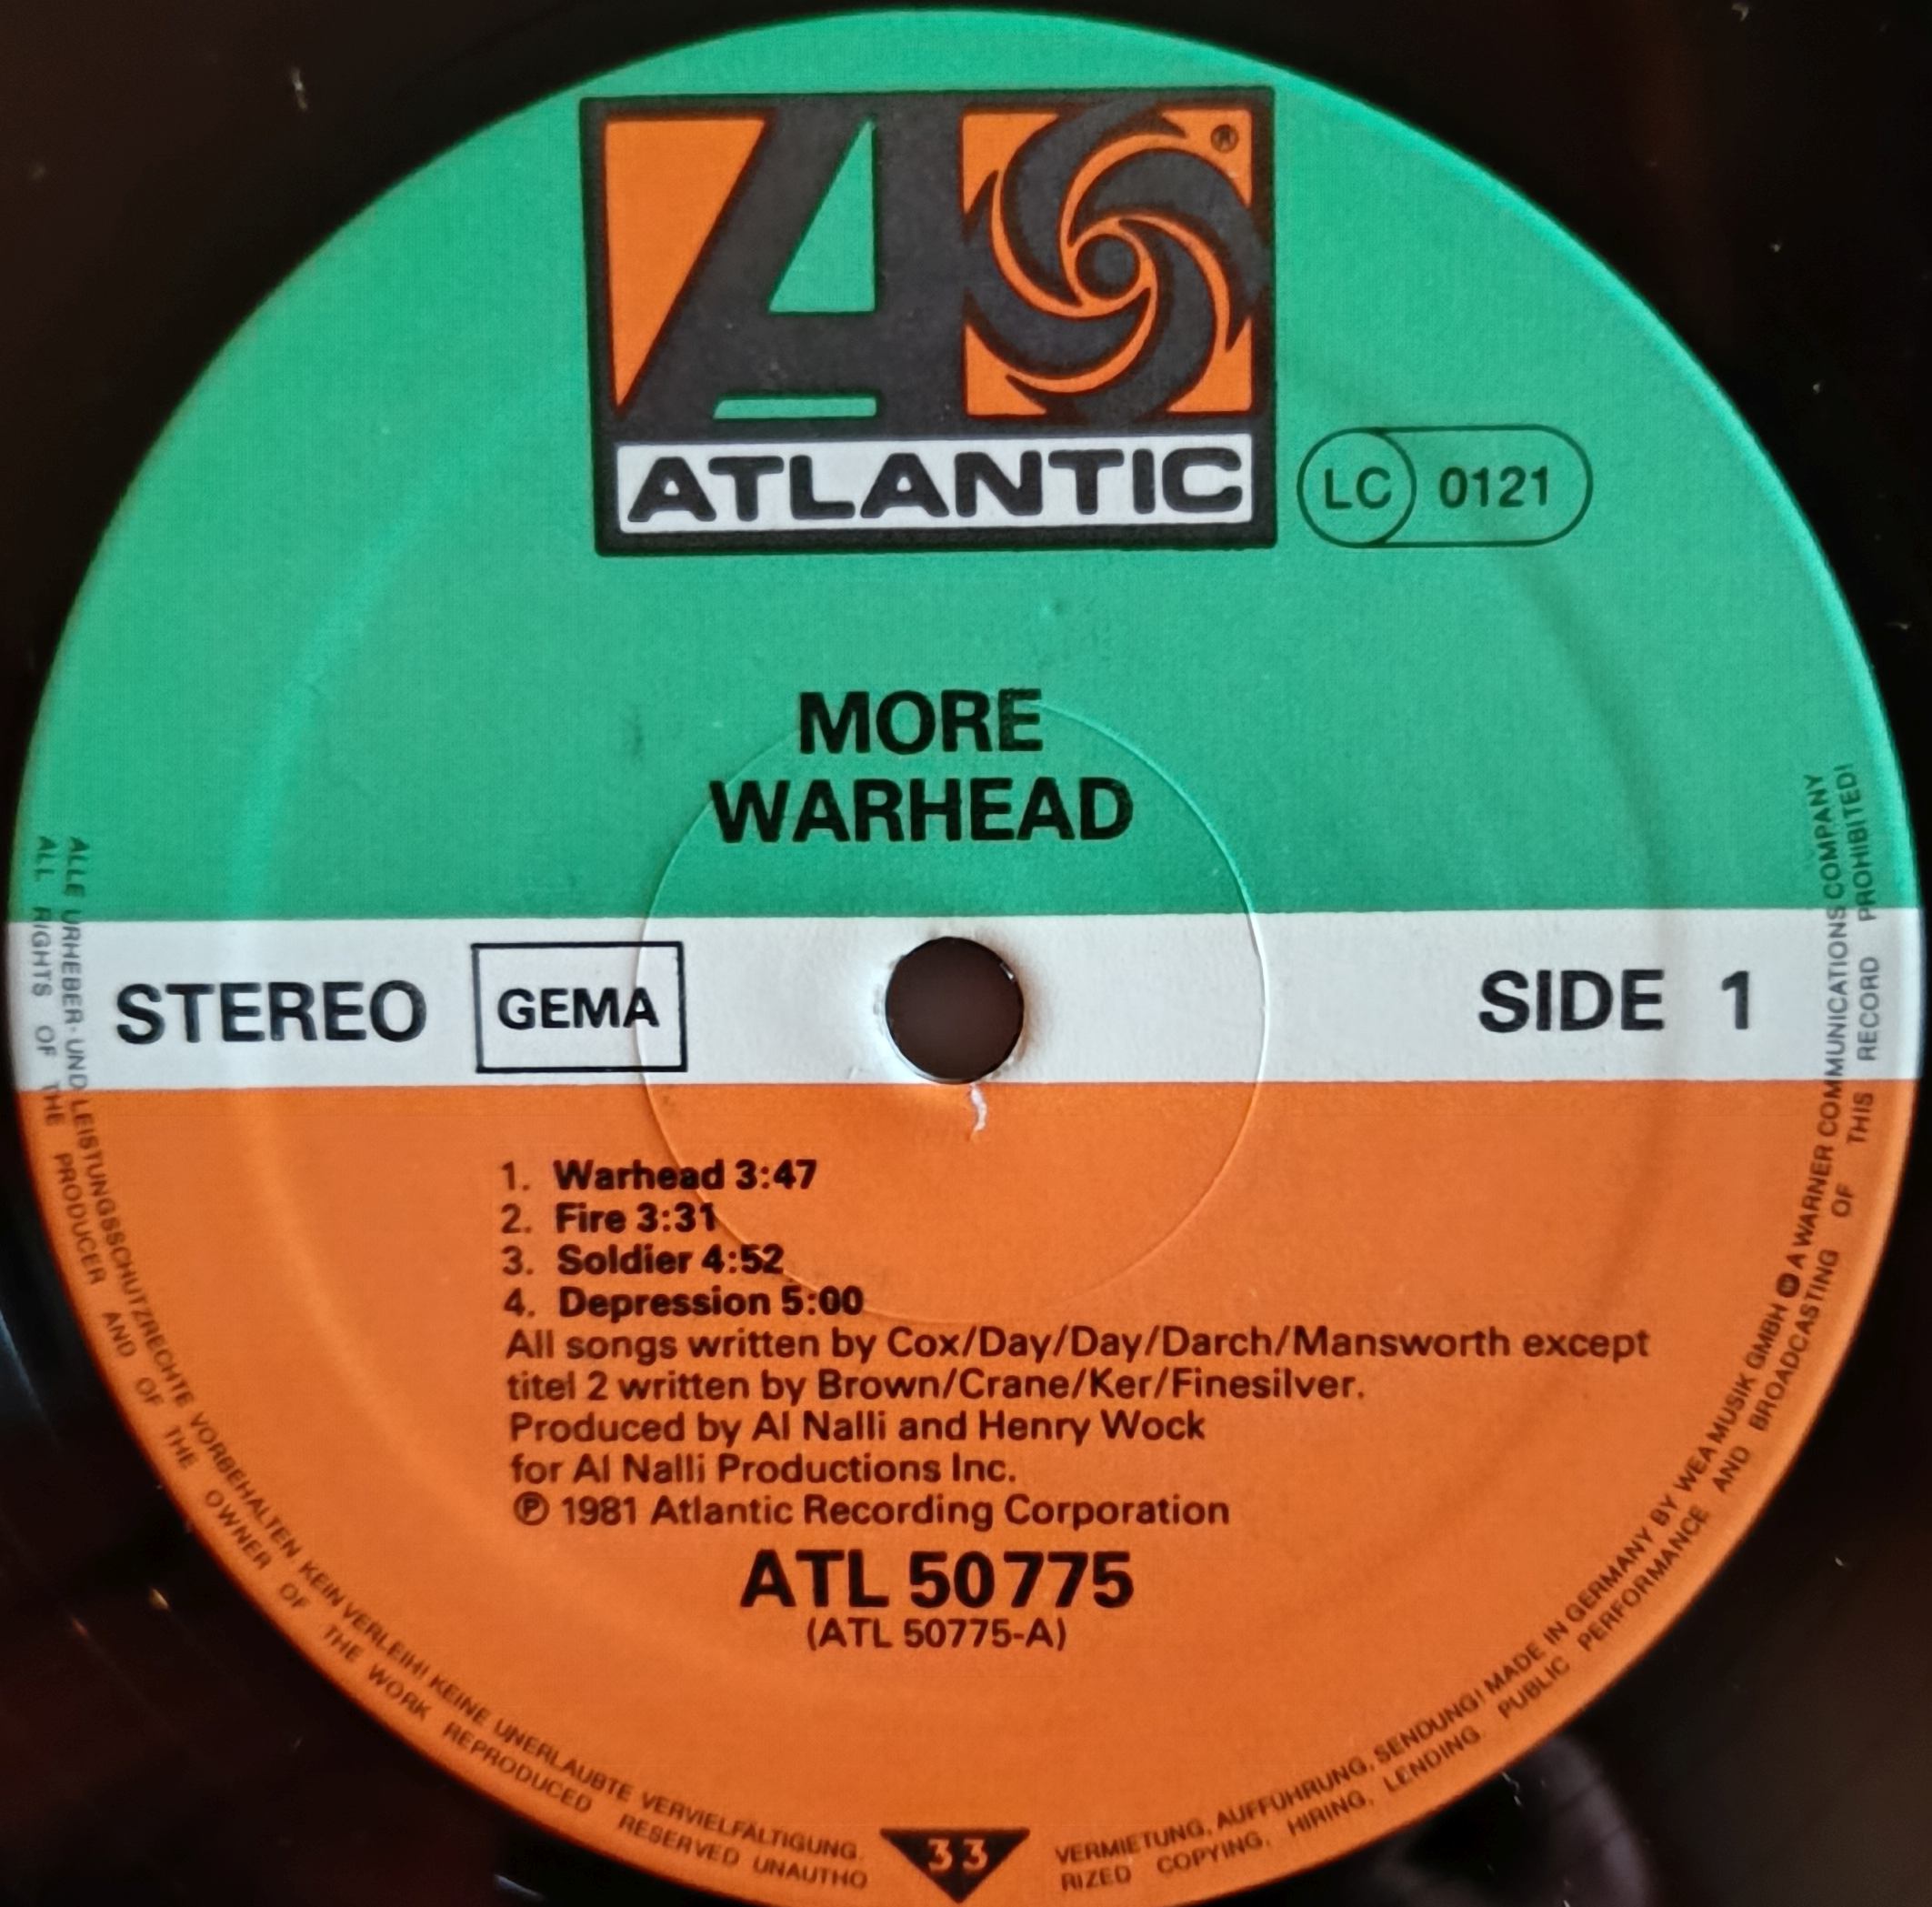 ®
ATLANTIC
LC 0121
MORE
WARHEAD
STEREO GEMA SIDE 1
1. Warhead 3:47
2. Fire 3:31
3. Soldier 4:52
4. Depression 5:00
All songs written by Cox/Day/Day/Darch/Mansworth except
titel 2 written by Brown/Crane/Ker/Finesilver.
Produced by Al Nalli and Henry Wock
for Al Nalli Productions Inc.
℗ 1981 Atlantic Recording Corporation
ATL 50775
(ATL 50775-A)
ALLE URHEBER- UND LEISTUNGSSCHUTZRECHTE VORBEHALTEN KEIN VERLEIH! KEINE UNERLAUBTE VERVIELFÄLTIGUNG,
ALL RIGHTS OF THE PRODUCER AND OF THE OWNER OF THE WORK REPRODUCED RESERVED UNAUTHO
33
VERMIETUNG, AUFFÜHRUNG, SENDUNG! MADE IN GERMANY BY WEA MUSIK GMBH A WARNER COMMUNICATIONS COMPANY
RIZED COPYING, HIRING, LENDING, PUBLIC PERFORMANCE AND BROADCASTING OF THIS RECORD PROHIBITED!